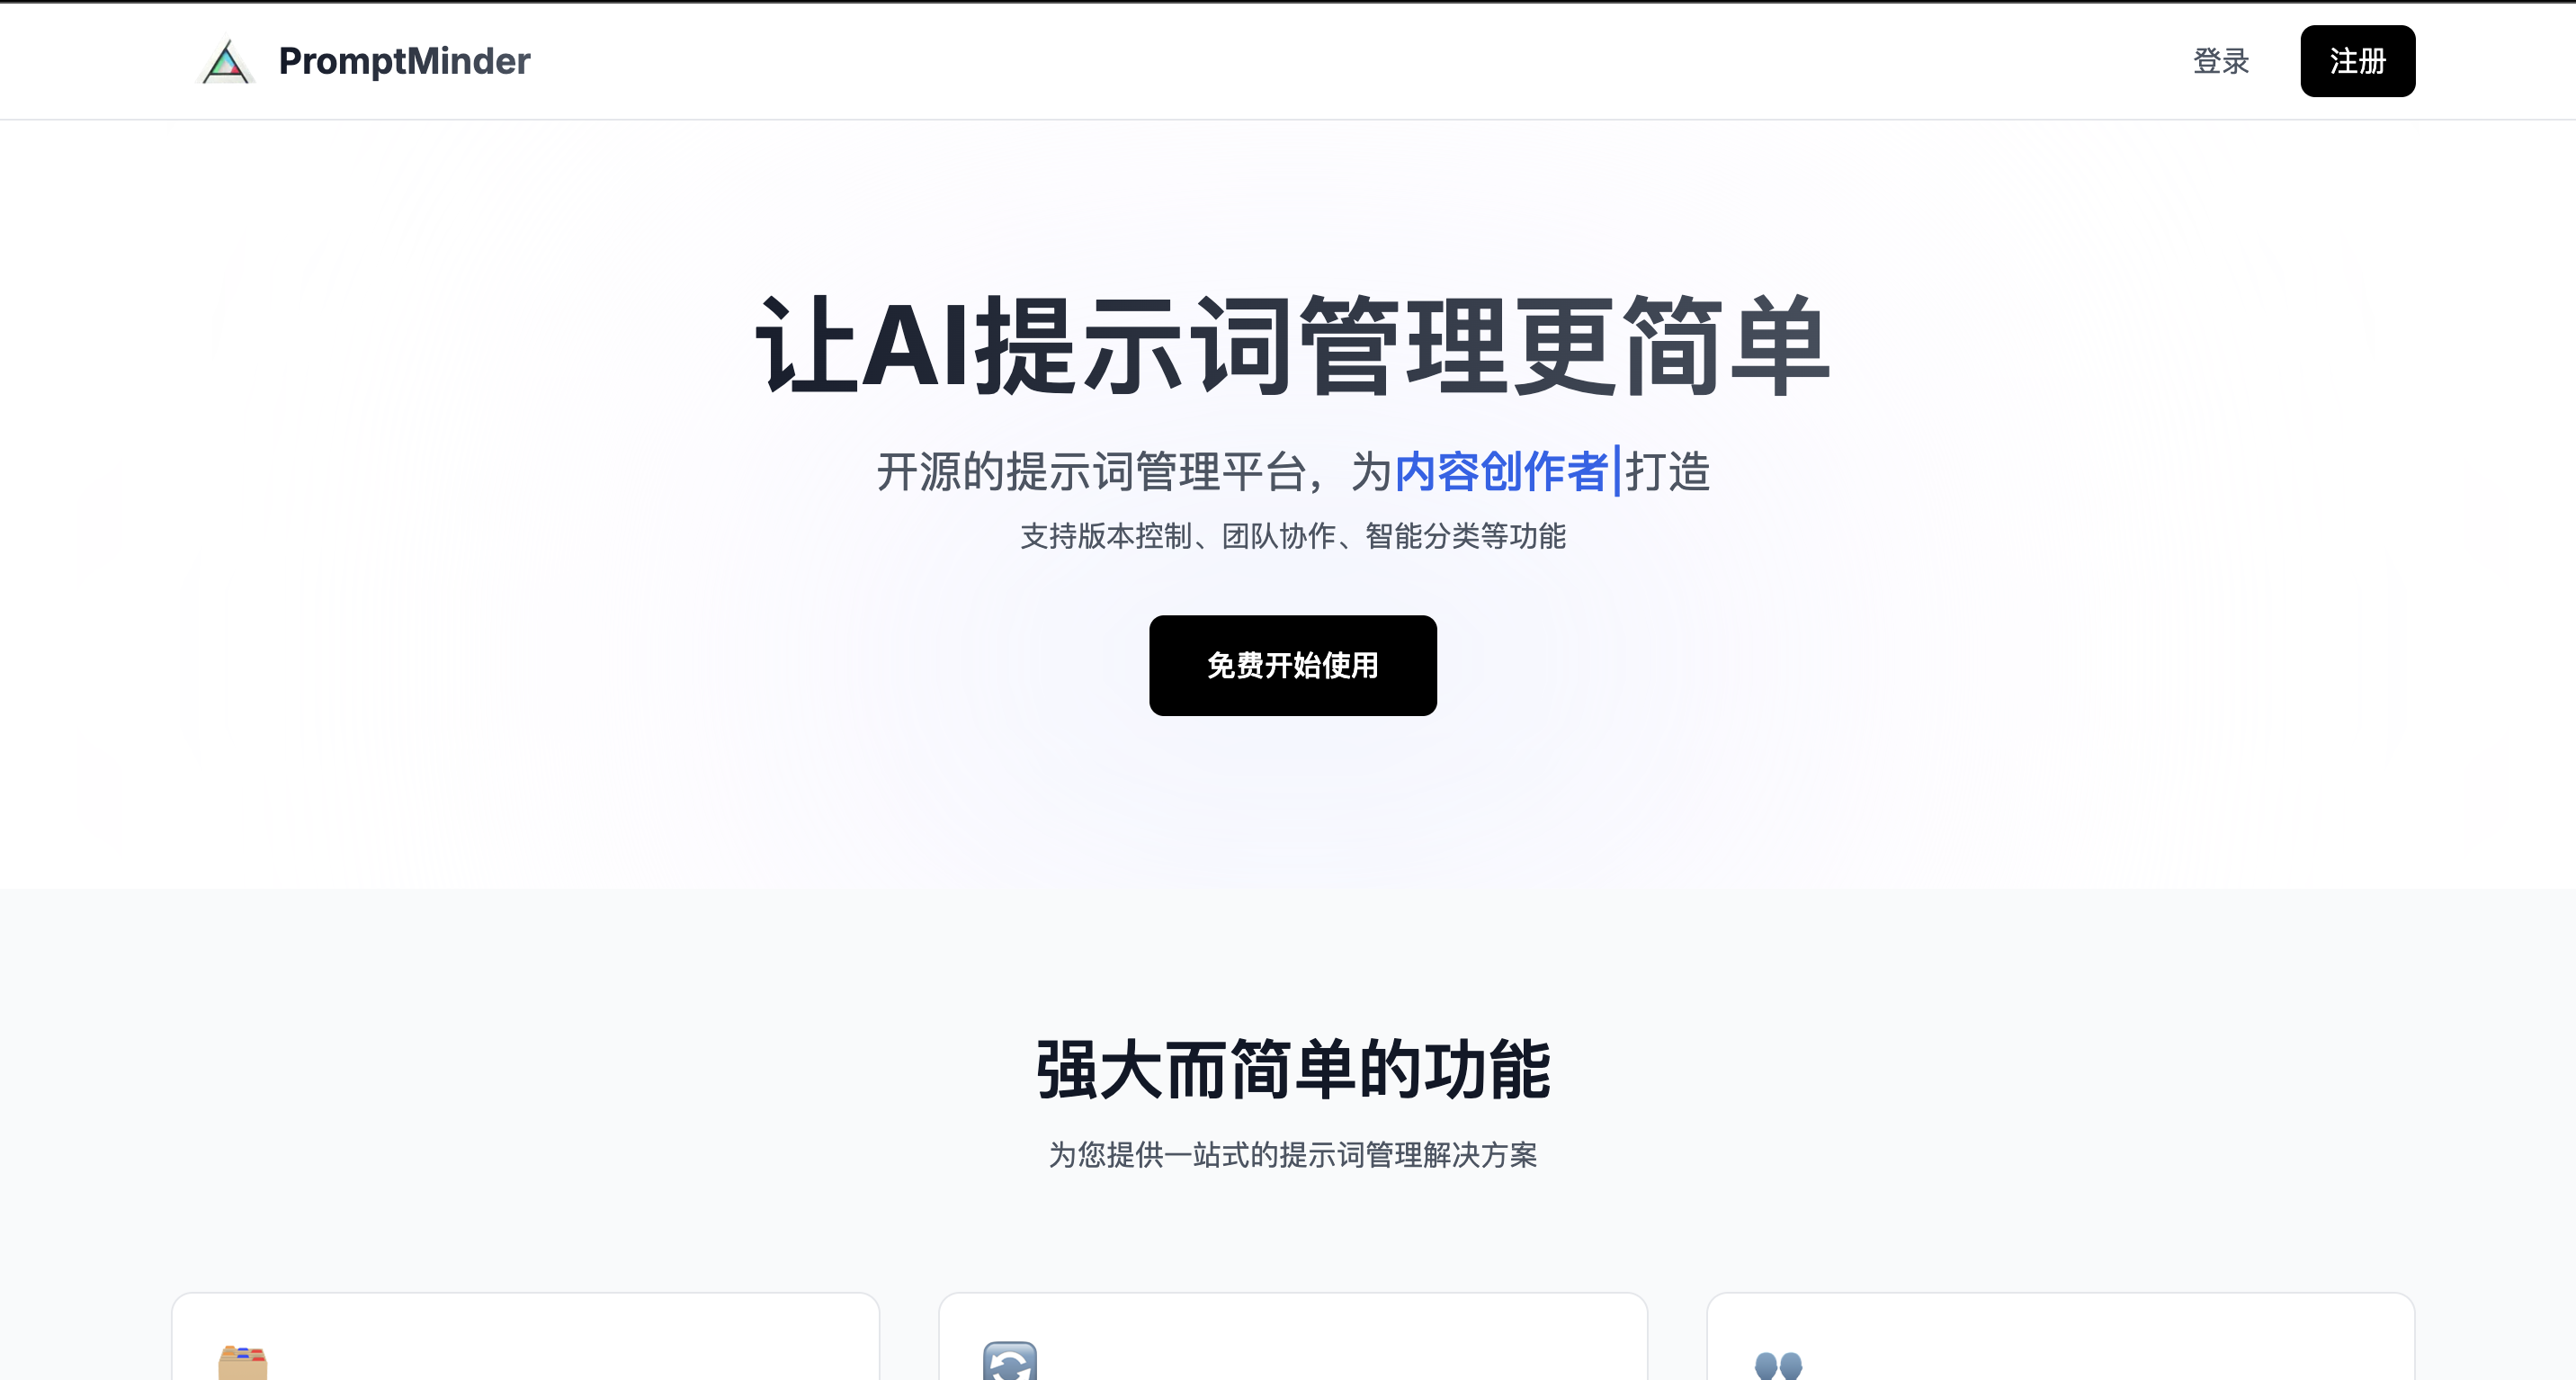 PromptMinder
登录
注册
让AI提示词管理更简单
开源的提示词管理平台，为内容创作者|打造
支持版本控制、团队协作、智能分类等功能
免费开始使用
强大而简单的功能
为您提供一站式的提示词管理解决方案